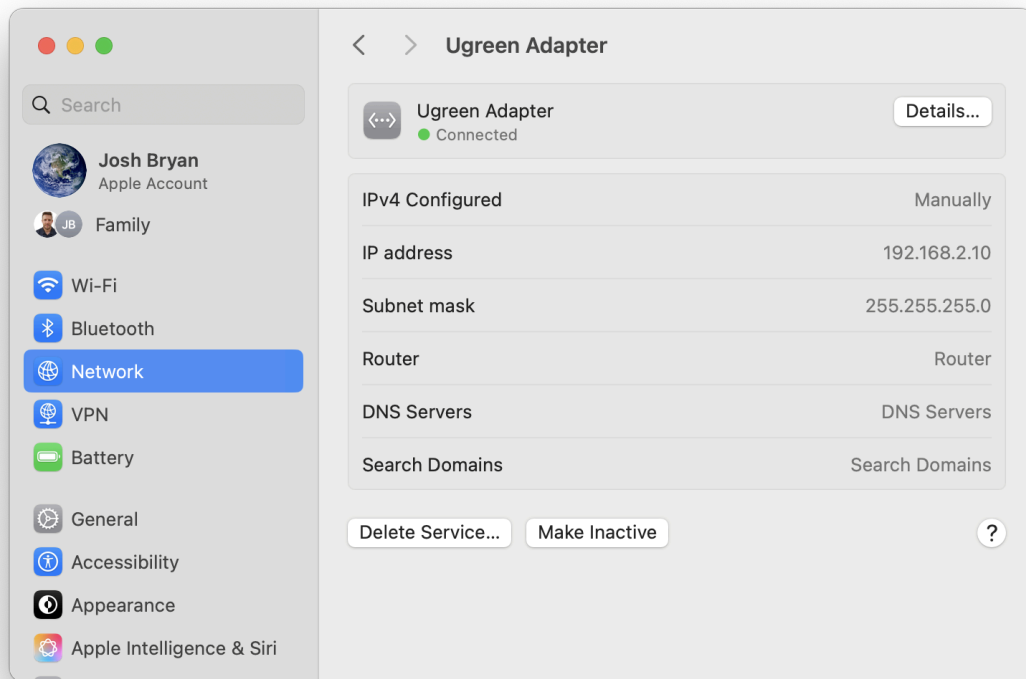 Ugreen Adapter
Search
Josh Bryan
Apple Account
JB
Family
Wi-Fi
Bluetooth
Network
VPN
Battery
General
Accessibility
Appearance
Apple Intelligence & Siri
Ugreen Adapter
Connected
Details...
IPv4 Configured
Manually
IP address
192.168.2.10
Subnet mask
255.255.255.0
Router
Router
DNS Servers
DNS Servers
Search Domains
Search Domains
Delete Service...
Make Inactive
?